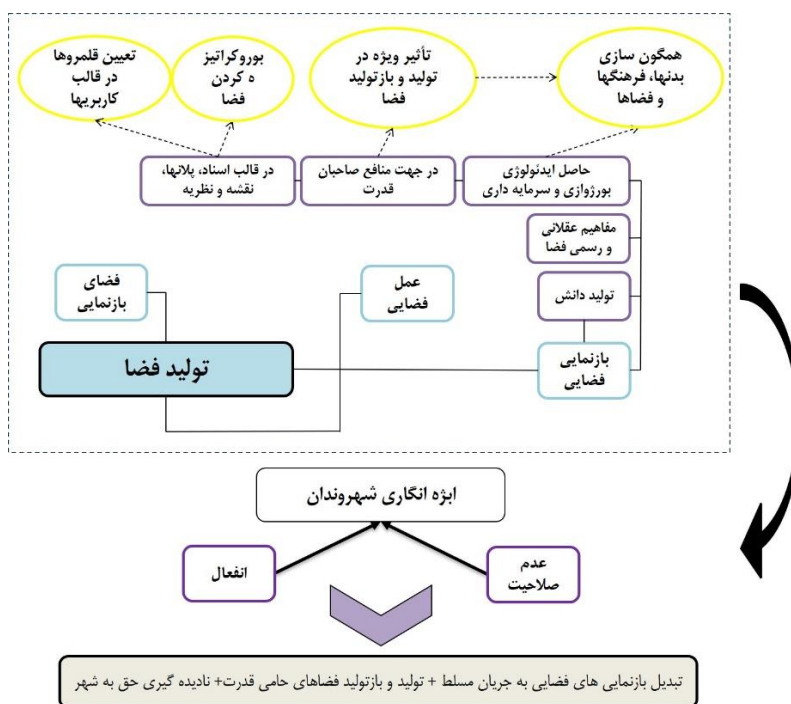 تعیین قلمروها
در قالب
کاربریها
بوروکراتیز
ه کردن
فضا
تأثیر ویژه در
تولید و بازتولید
فضا
همگون سازی
بدنها، فرهنگها
و فضاها
در قالب اسناد، پلانها،
نقشه و نظریه
در جهت منافع صاحبان
قدرت
حاصل ایدئولوژی
بورژوازی و سرمایه داری
مفاهیم عقلانی
و رسمی فضا
فضای
بازنمایی
عمل
فضایی
تولید دانش
تولید فضا
بازنمایی
فضایی
ابژه انگاری شهروندان
انفعال
عدم
صلاحیت
تبدیل بازنمایی های فضایی به جریان مسلط + تولید و بازتولید فضاهای حامی قدرت+ نادیده گیری حق به شهر